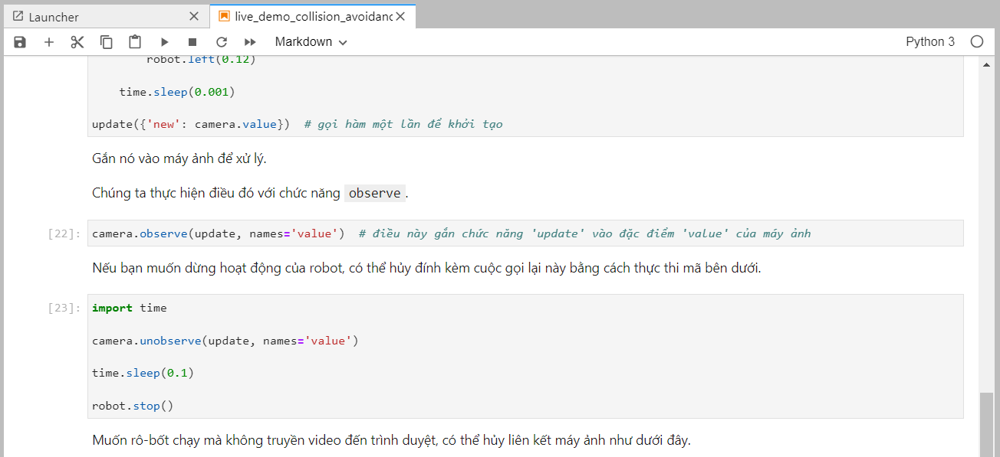 Launcher
live_demo_collision_avoidanc
Markdown
Python 3
robot.left(0.12)
time.sleep(0.001)
update({'new': camera.value})  # gọi hàm một lần để khởi tạo
Gắn nó vào máy ảnh để xử lý.
Chúng ta thực hiện điều đó với chức năng observe.
[22]: camera.observe(update, names='value')  # điều này gắn chức năng 'update' vào đặc điểm 'value' của máy ảnh
Nếu bạn muốn dừng hoạt động của robot, có thể hủy đính kèm cuộc gọi lại này bằng cách thực thi mã bên dưới.
[23]: import time
camera.unobserve(update, names='value')
time.sleep(0.1)
robot.stop()
Muốn rô-bốt chạy mà không truyền video đến trình duyệt, có thể hủy liên kết máy ảnh như dưới đây.